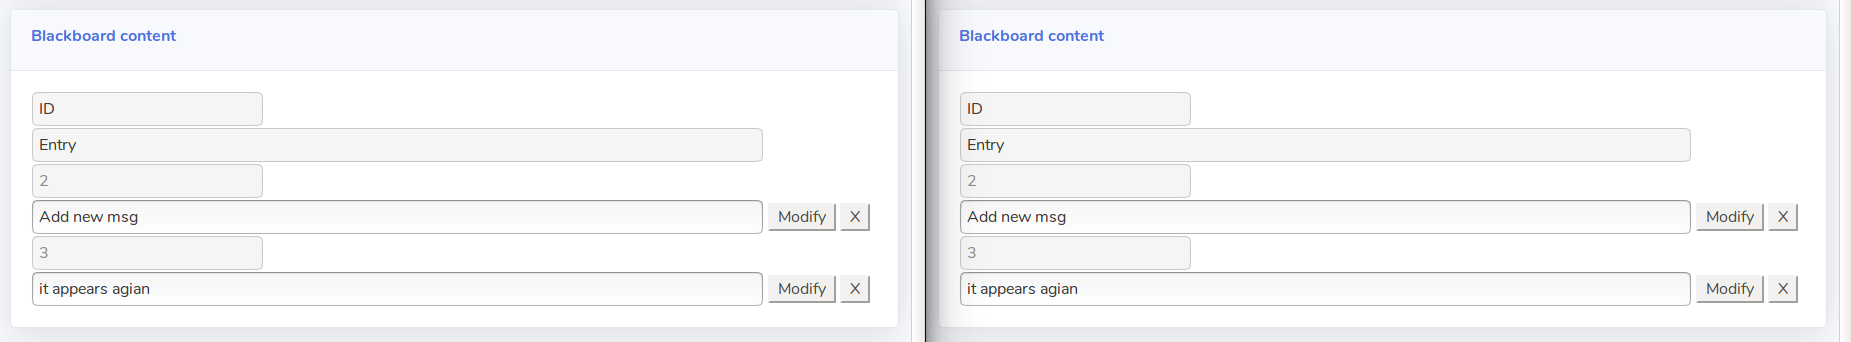 Blackboard content
ID
Entry
2
Add new msg Modify X
3
it appears agian Modify X
Blackboard content
ID
Entry
2
Add new msg Modify X
3
it appears agian Modify X